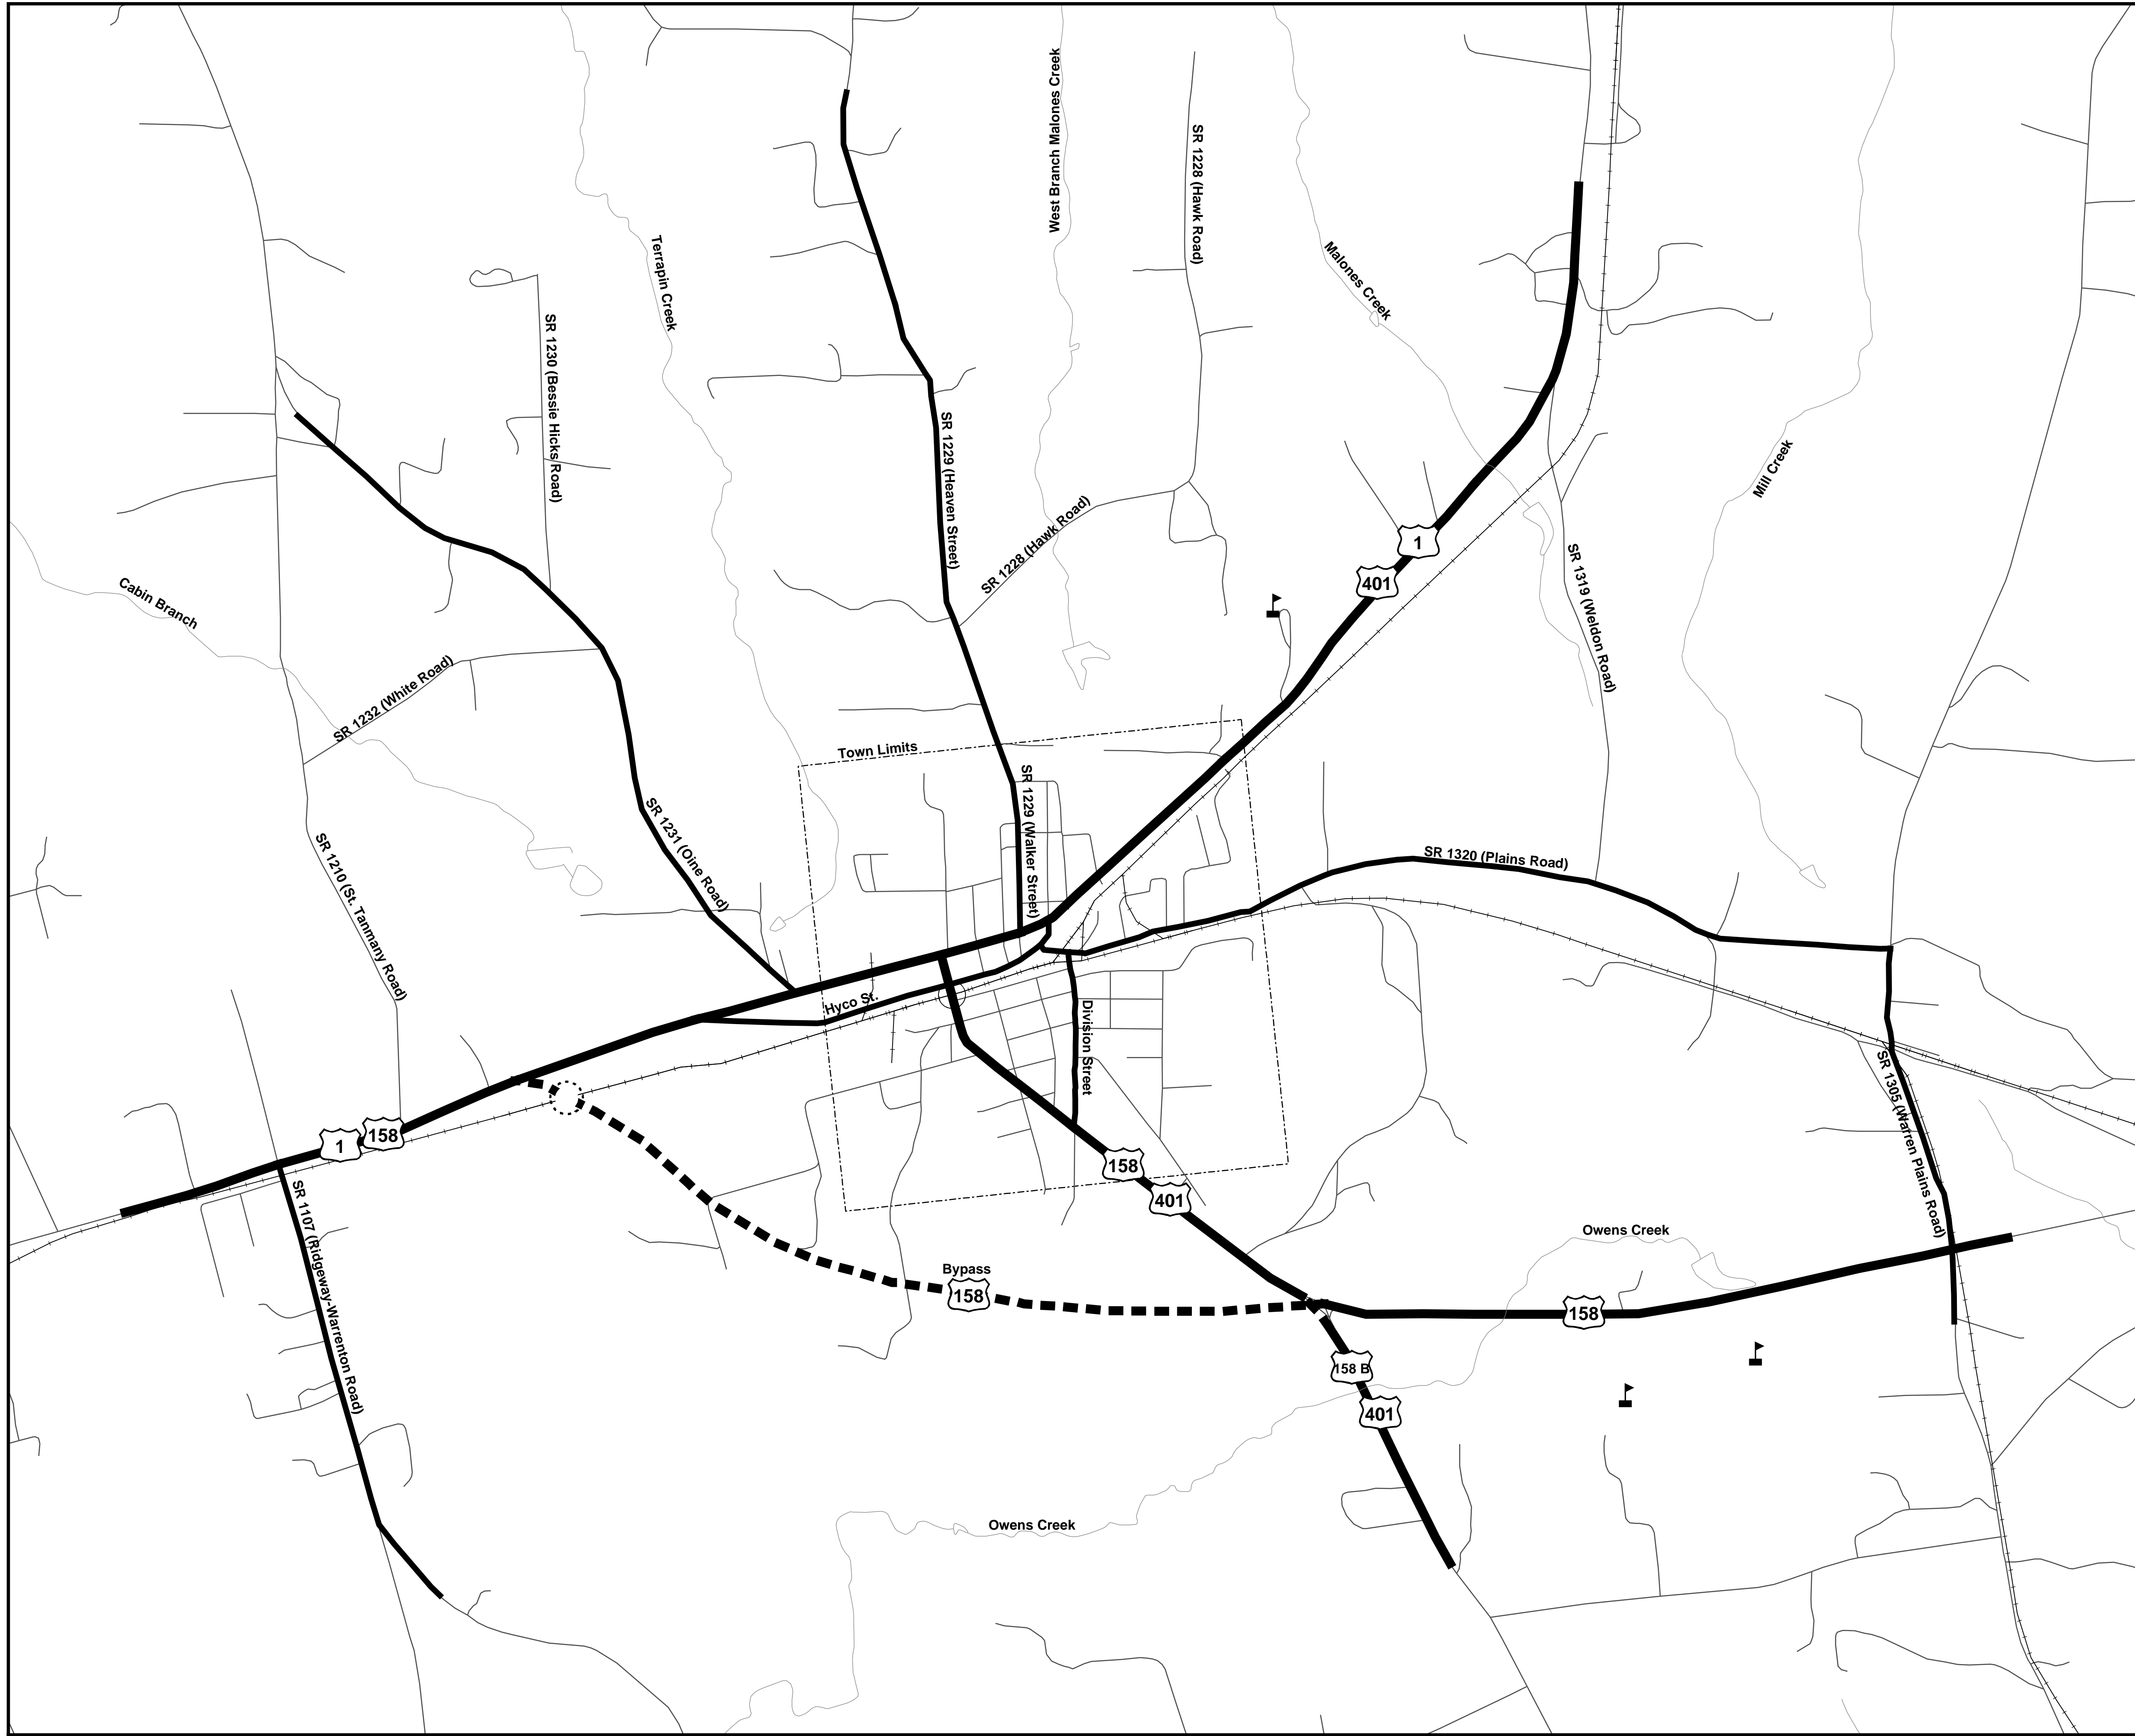 West Branch Malones Creek
SR 1228 (Hawk Road)
Terrapin Creek
Malones Creek
SR 1230 (Bessie Hicks Road)
SR 1229 (Heaven Street)
Mill Creek
SR 1228 (Hawk Road)
1
401
SR 1319 (Weldon Road)
Cabin Branch
SR 1232 (White Road)
Town Limits
SR 1229 (Walker Street)
SR 1231 (Oine Road)
SR 1210 (St. Tanmany Road)
SR 1320 (Plains Road)
Hyco St.
Division Street
SR 1305 (Warren Plains Road)
1
158
158
401
SR 1107 (Ridgeway-Warrenton Road)
Owens Creek
Bypass
158
158
158 B
401
Owens Creek